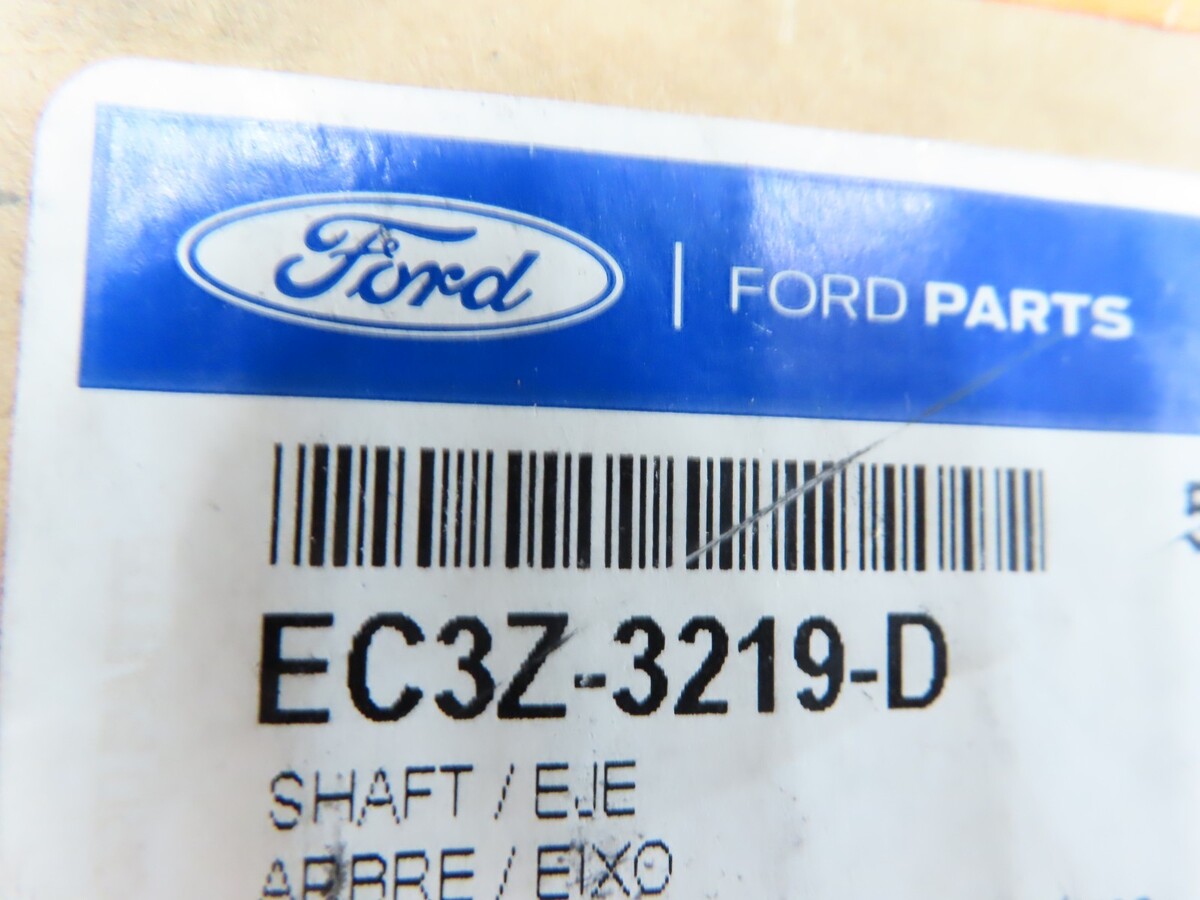 Ford | FORD PARTS
EC3Z-3219-D
SHAFT / EJE
ARBRE / EIXO